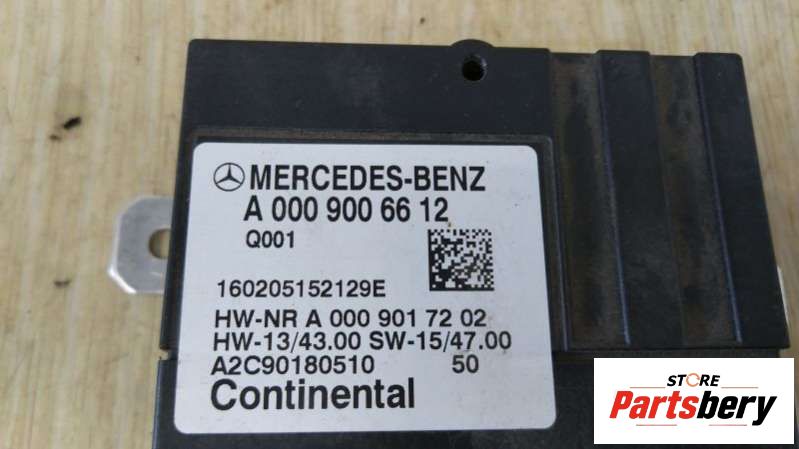 MERCEDES-BENZ
A 000 900 66 12
Q001
160205152129E
HW-NR A 000 901 72 02
HW-13/43.00 SW-15/47.00
A2C90180510 50
Continental
STORE
Partsbery